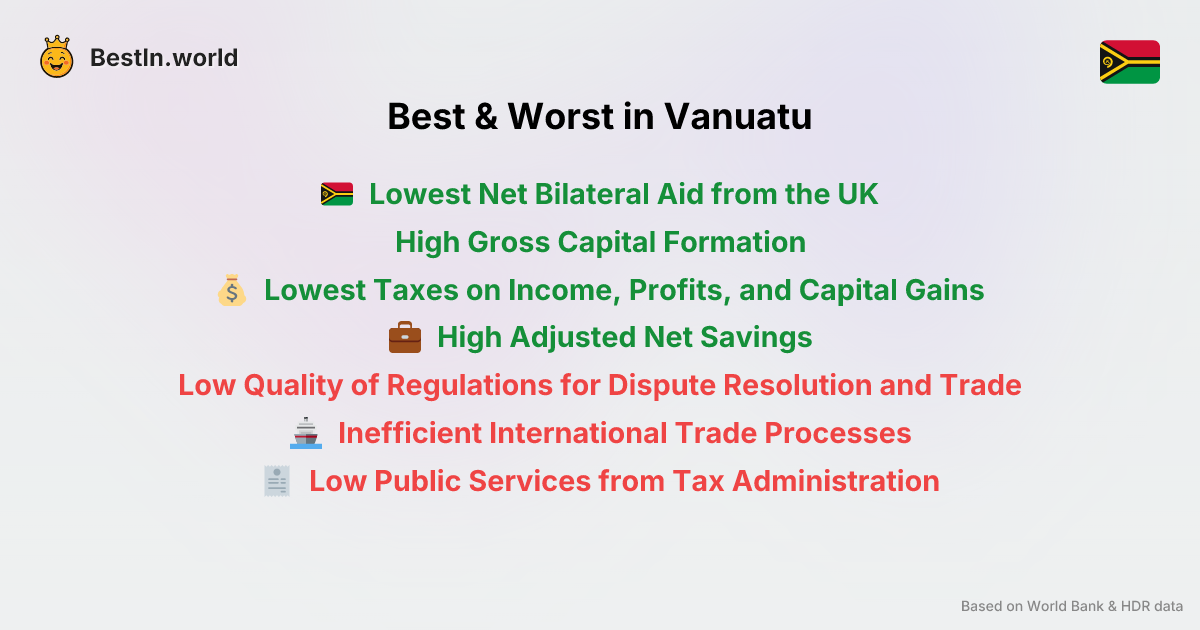 BestIn.world
Best & Worst in Vanuatu
Lowest Net Bilateral Aid from the UK
High Gross Capital Formation
Lowest Taxes on Income, Profits, and Capital Gains
High Adjusted Net Savings
Low Quality of Regulations for Dispute Resolution and Trade
Inefficient International Trade Processes
Low Public Services from Tax Administration
Based on World Bank & HDR data